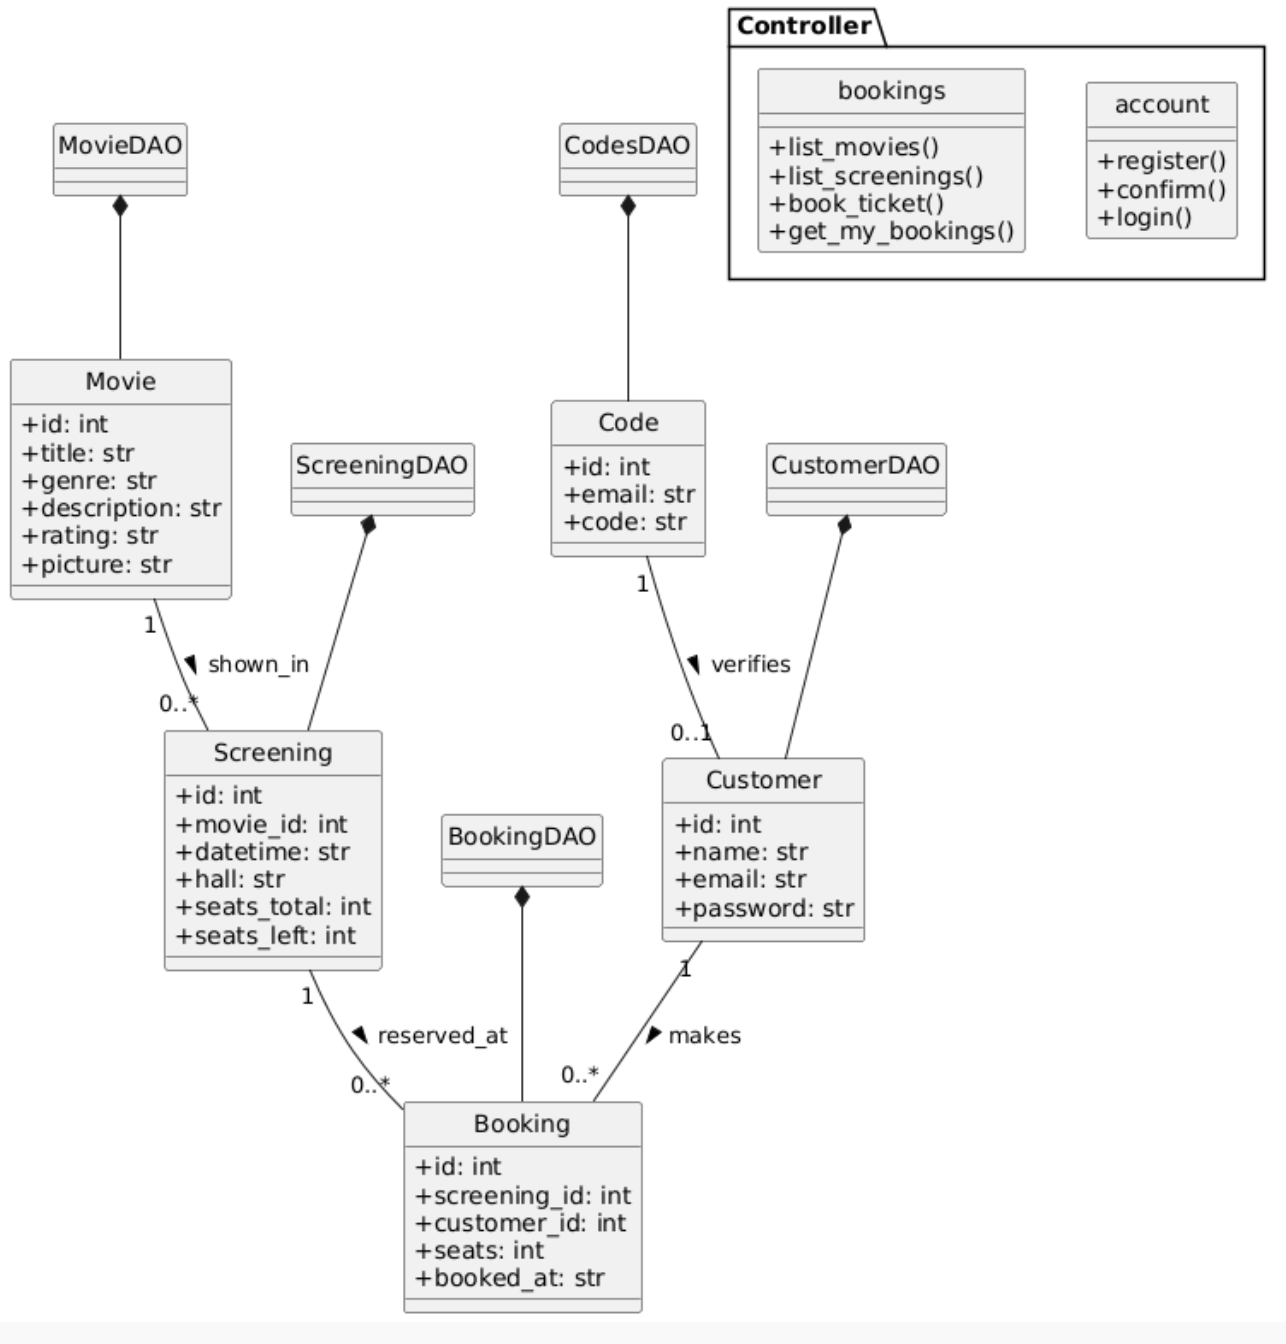 Controller
bookings
+list_movies()
+list_screenings()
+book_ticket()
+get_my_bookings()
account
+register()
+confirm()
+login()
MovieDAO
CodesDAO
Movie
+id: int
+title: str
+genre: str
+description: str
+rating: str
+picture: str
ScreeningDAO
Code
+id: int
+email: str
+code: str
CustomerDAO
1
shown_in
0..*
1
verifies
0..1
Screening
+id: int
+movie_id: int
+datetime: str
+hall: str
+seats_total: int
+seats_left: int
BookingDAO
Customer
+id: int
+name: str
+email: str
+password: str
1
reserved_at
0..*
1
makes
0..*
Booking
+id: int
+screening_id: int
+customer_id: int
+seats: int
+booked_at: str